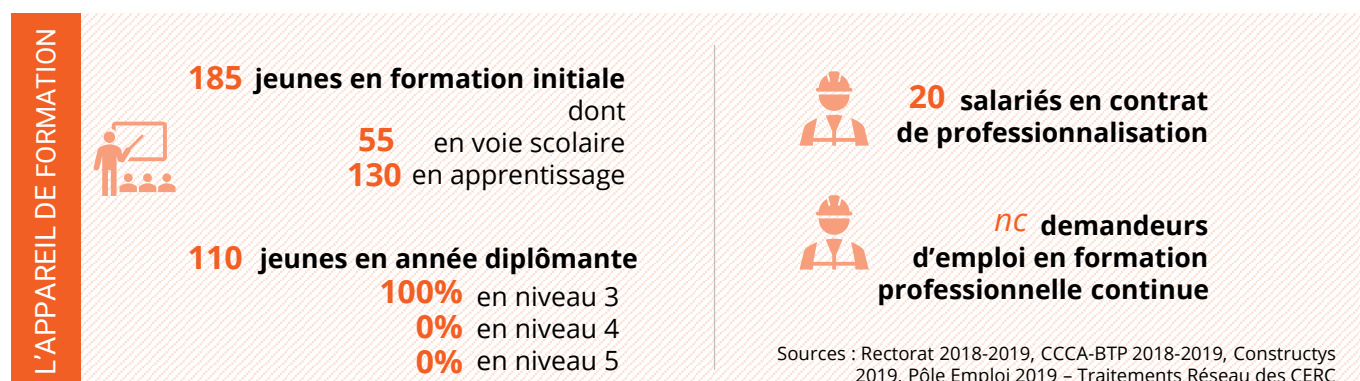 L'APPAREIL DE FORMATION
185 jeunes en formation initiale
dont
55 en voie scolaire
130 en apprentissage
110 jeunes en année diplômante
100% en niveau 3
0% en niveau 4
0% en niveau 5
20 salariés en contrat
de professionnalisation
nc demandeurs
d'emploi en formation
professionnelle continue
Sources : Rectorat 2018-2019, CCCA-BTP 2018-2019, Constructys
2019, Pôle Emploi 2019 – Traitements Réseau des CERC